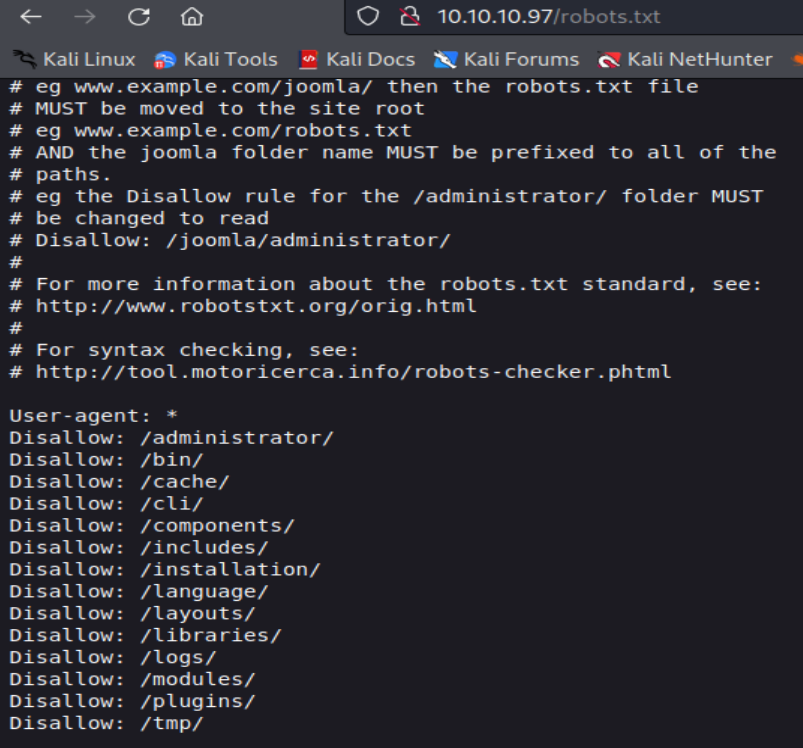 10.10.10.97/robots.txt
Kali Linux Kali Tools Kali Docs Kali Forums Kali NetHunter
# eg www.example.com/joomla/ then the robots.txt file
# MUST be moved to the site root
# eg www.example.com/robots.txt
# AND the joomla folder name MUST be prefixed to all of the
# paths.
# eg the Disallow rule for the /administrator/ folder MUST
# be changed to read
# Disallow: /joomla/administrator/
#
# For more information about the robots.txt standard, see:
# http://www.robotstxt.org/orig.html
#
# For syntax checking, see:
# http://tool.motoricerca.info/robots-checker.phtml
User-agent: *
Disallow: /administrator/
Disallow: /bin/
Disallow: /cache/
Disallow: /cli/
Disallow: /components/
Disallow: /includes/
Disallow: /installation/
Disallow: /language/
Disallow: /layouts/
Disallow: /libraries/
Disallow: /logs/
Disallow: /modules/
Disallow: /plugins/
Disallow: /tmp/